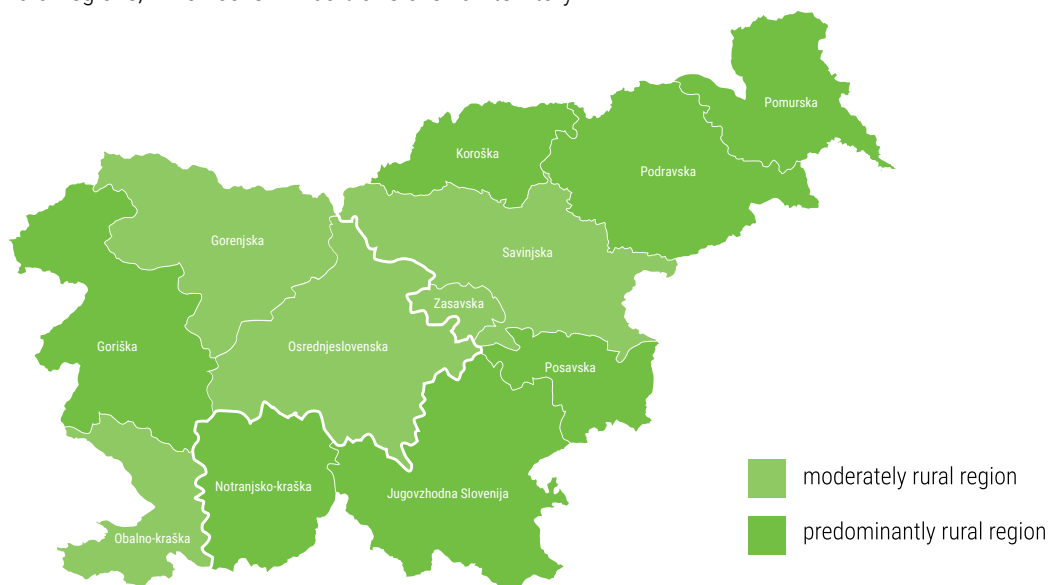 Pomurska
Koroška
Podravska
Gorenjska
Savinjska
Zasavska
Osrednjeslovenska
Goriška
Posavska
Notranjsko-kraška
Jugovzhodna Slovenija
Obalno-kraška
moderately rural region
predominantly rural region